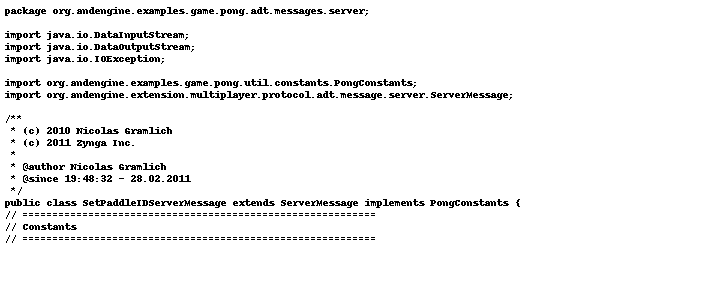 package org.andengine.examples.game.pong.adt.messages.server;
import java.io.DataInputStream;
import java.io.DataOutputStream;
import java.io.IOException;
import org.andengine.examples.game.pong.util.constants.PongConstants;
import org.andengine.extension.multiplayer.protocol.adt.message.server.ServerMessage;
/**
* (c) 2010 Nicolas Gramlich
* (c) 2011 Zynga Inc.
*
* @author Nicolas Gramlich
* @since 19:48:32 - 28.02.2011
*/
public class SetPaddleIDServerMessage extends ServerMessage implements PongConstants {
// ===========================================================
// Constants
// ===========================================================